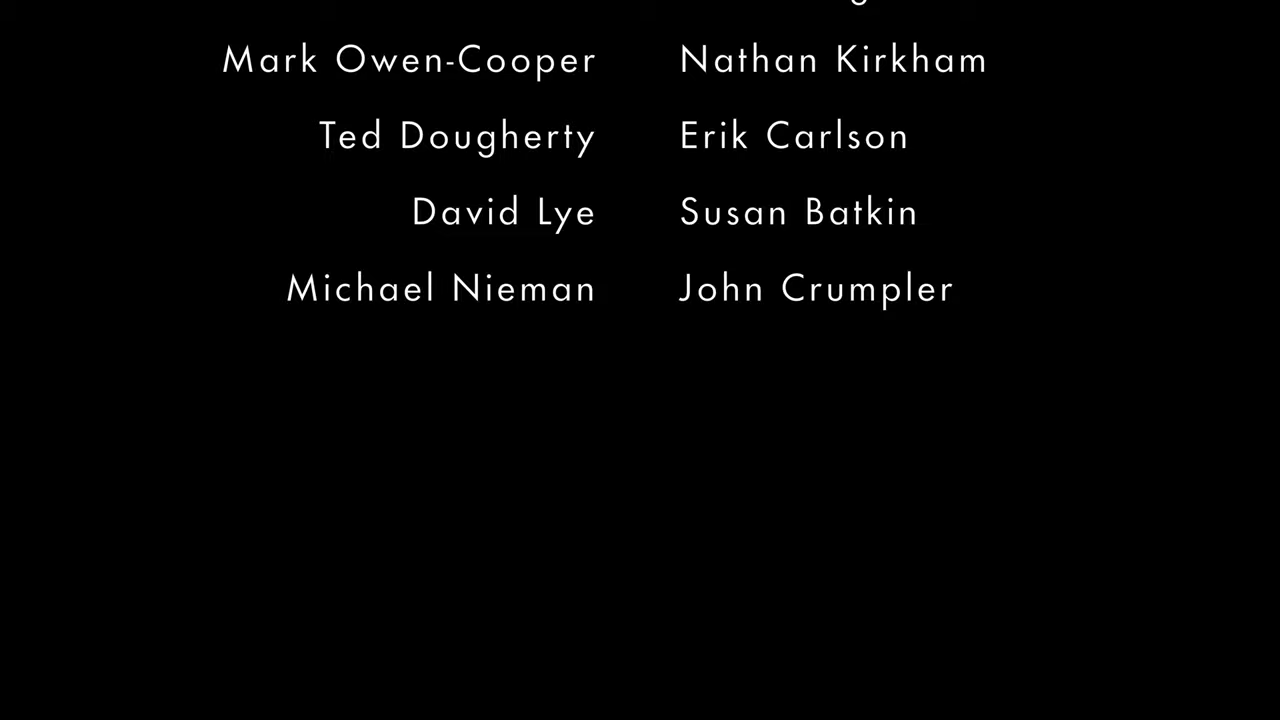 Mark Owen-Cooper Nathan Kirkham
Ted Dougherty Erik Carlson
David Lye Susan Batkin
Michael Nieman John Crumpler